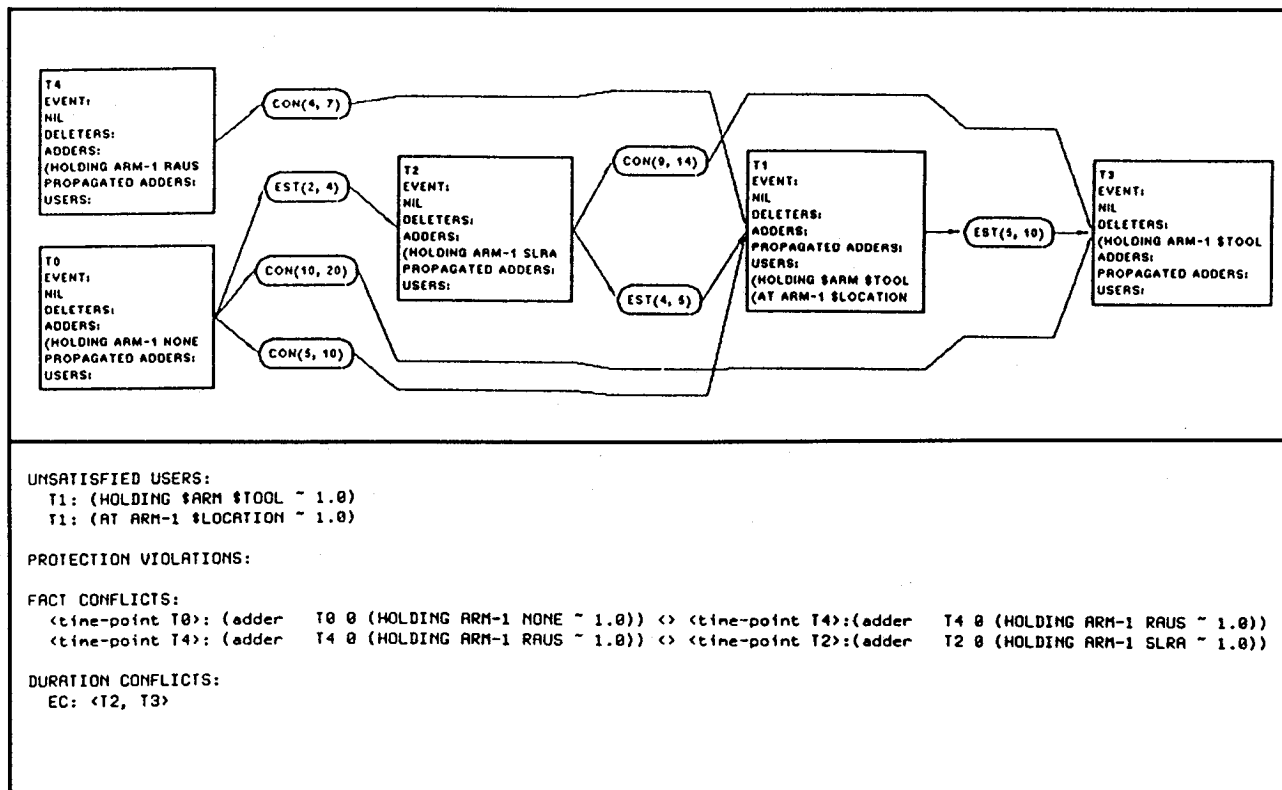 T4
EVENT:
NIL
DELETERS:
ADDERS:
(HOLDING ARM-1 RAUS
PROPAGATED ADDERS:
USERS:
CON(4, 7)
T0
EVENT:
NIL
DELETERS:
ADDERS:
(HOLDING ARM-1 NONE
PROPAGATED ADDERS:
USERS:
EST(2, 4)
CON(10, 20)
CON(5, 10)
T2
EVENT:
NIL
DELETERS:
ADDERS:
(HOLDING ARM-1 SLRA
PROPAGATED ADDERS:
USERS:
CON(9, 14)
EST(4, 5)
T1
EVENT:
NIL
DELETERS:
ADDERS:
PROPAGATED ADDERS:
USERS:
(HOLDING $ARM $TOOL
(AT ARM-1 $LOCATION
EST(5, 10)
T3
EVENT:
NIL
DELETERS:
(HOLDING ARM-1 $TOOL
ADDERS:
PROPAGATED ADDERS:
USERS:
UNSATISFIED USERS:
T1: (HOLDING $ARM $TOOL ~ 1.0)
T1: (AT ARM-1 $LOCATION ~ 1.0)
PROTECTION VIOLATIONS:
FACT CONFLICTS:
<time-point T0>: (adder T0 0 (HOLDING ARM-1 NONE ~ 1.0)) <> <time-point T4>:(adder T4 0 (HOLDING ARM-1 RAUS ~ 1.0))
<time-point T4>: (adder T4 0 (HOLDING ARM-1 RAUS ~ 1.0)) <> <time-point T2>:(adder T2 0 (HOLDING ARM-1 SLRA ~ 1.0))
DURATION CONFLICTS:
EC: <T2, T3>